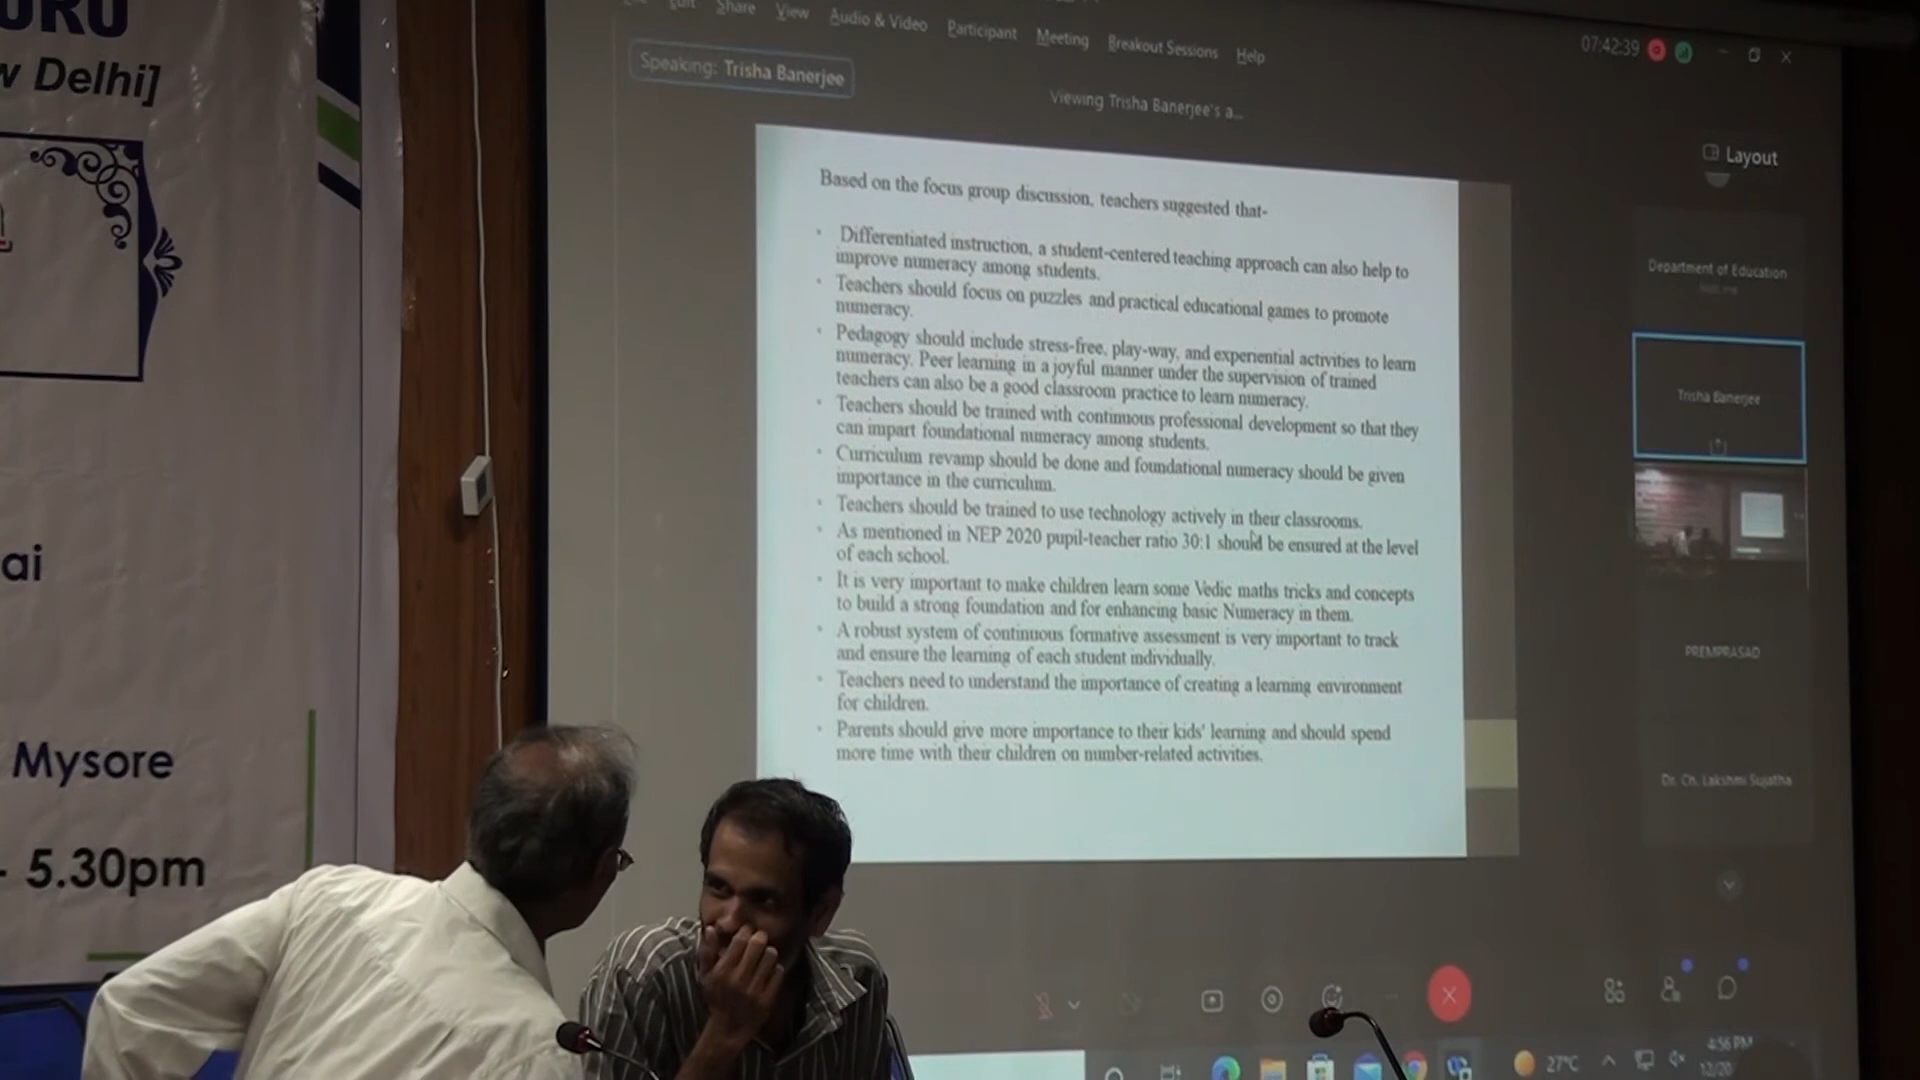 w Delhi]
ai
Mysore
- 5.30pm
Share View Audio & Video Participant Meeting Breakout Sessions Help
07:42:39
Speaking: Trisha Banerjee
Viewing Trisha Banerjee's a...
Layout
Based on the focus group discussion, teachers suggested that-
• Differentiated instruction, a student-centered teaching approach can also help to
improve numeracy among students.
• Teachers should focus on puzzles and practical educational games to promote
numeracy.
• Pedagogy should include stress-free, play-way, and experiential activities to learn
numeracy. Peer learning in a joyful manner under the supervision of trained
teachers can also be a good classroom practice to learn numeracy.
• Teachers should be trained with continuous professional development so that they
can impart foundational numeracy among students.
• Curriculum revamp should be done and foundational numeracy should be given
importance in the curriculum.
• Teachers should be trained to use technology actively in their classrooms.
• As mentioned in NEP 2020 pupil-teacher ratio 30:1 should be ensured at the level
of each school.
• It is very important to make children learn some Vedic maths tricks and concepts
to build a strong foundation and for enhancing basic Numeracy in them.
• A robust system of continuous formative assessment is very important to track
and ensure the learning of each student individually.
• Teachers need to understand the importance of creating a learning environment
for children.
• Parents should give more importance to their kids' learning and should spend
more time with their children on number-related activities.
Department of Education
Trisha Banerjee
PREMPRASAD
Dr. Ch. Lakshmi Sujatha
27°C
4:56 PM